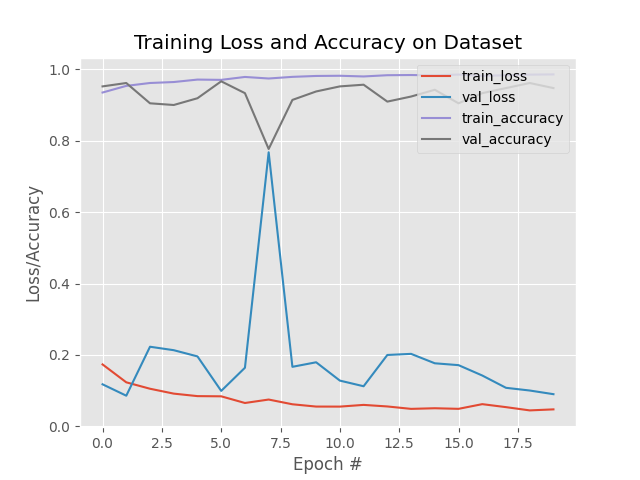 Training Loss and Accuracy on Dataset
1.0
0.8
0.6
0.4
0.2
0.0
Loss/Accuracy
train_loss
val_loss
train_accuracy
val_accuracy
0.0 2.5 5.0 7.5 10.0 12.5 15.0 17.5
Epoch #